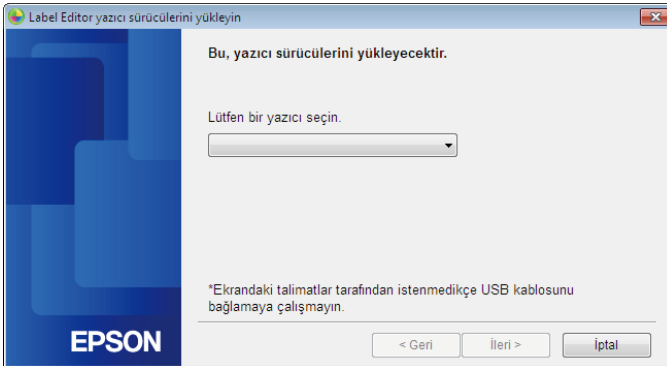 Label Editor yazıcı sürücülerini yükleyin
Bu, yazıcı sürücülerini yükleyecektir.
Lütfen bir yazıcı seçin.
*Ekrandaki talimatlar tarafından istenmedikçe USB kablosunu
bağlamaya çalışmayın.
EPSON
< Geri
İleri >
İptal